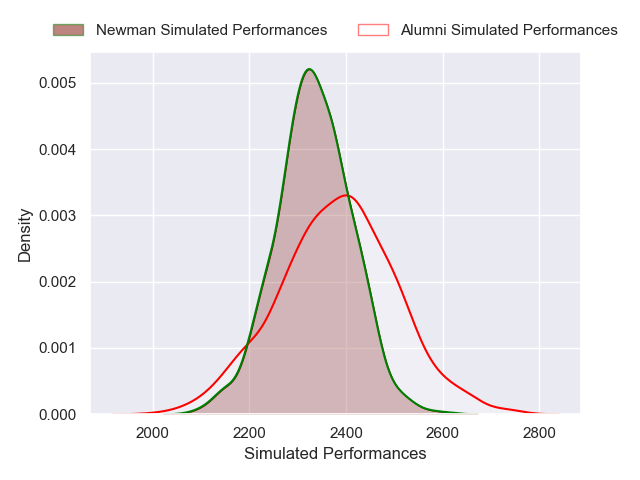 Newman Simulated Performances Alumni Simulated Performances
0.005
0.004
0.003
0.002
0.001
0.000
Density
2000 2200 2400 2600 2800
Simulated Performances